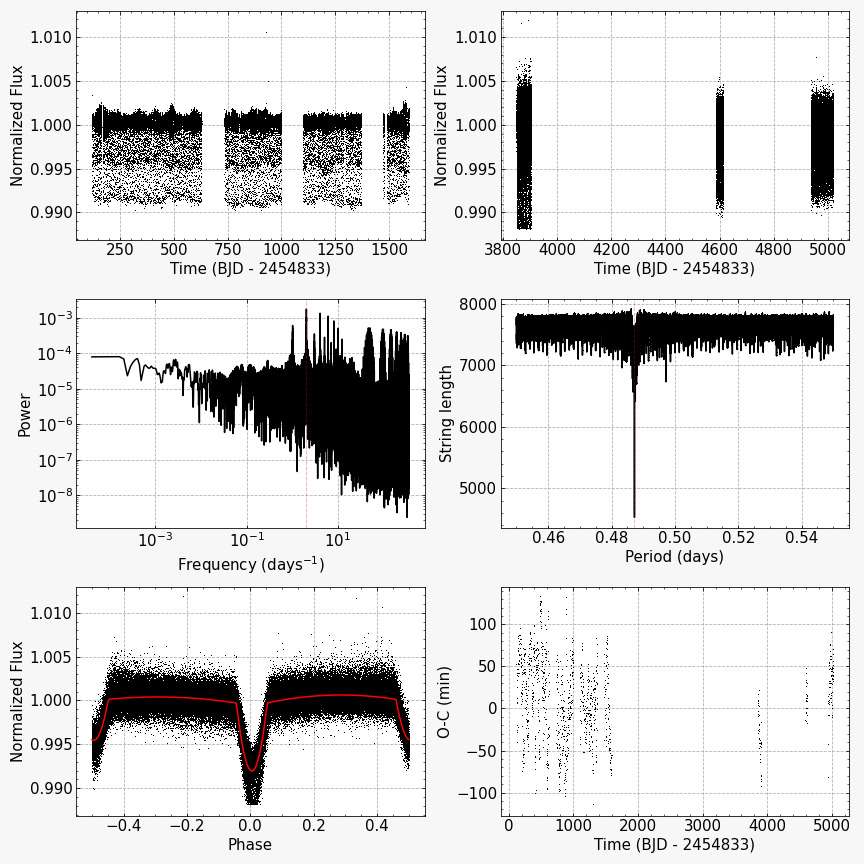 1.010
1.005
1.000
0.995
0.990
Normalized Flux
250 500 750 1000 1250 1500
Time (BJD - 2454833)
1.010
1.005
1.000
0.995
0.990
Normalized Flux
3800 4000 4200 4400 4600 4800 5000
Time (BJD - 2454833)
10⁻³
10⁻⁴
10⁻⁵
10⁻⁶
10⁻⁷
10⁻⁸
Power
10⁻³ 10⁻¹ 10¹
Frequency (days⁻¹)
8000
7000
6000
5000
String length
0.46 0.48 0.50 0.52 0.54
Period (days)
1.010
1.005
1.000
0.995
0.990
Normalized Flux
−0.4 −0.2 0.0 0.2 0.4
Phase
100
50
0
−50
−100
O-C (min)
0 1000 2000 3000 4000 5000
Time (BJD - 2454833)